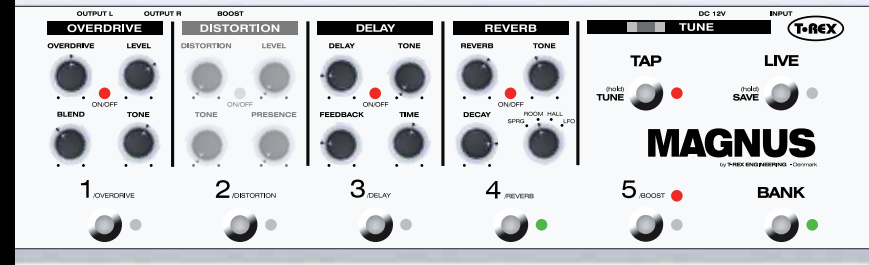 OUTPUT L OUTPUT R BOOST DC 12V INPUT
OVERDRIVE DISTORTION DELAY REVERB TUNE T-REX
OVERDRIVE LEVEL DISTORTION LEVEL DELAY TONE REVERB TONE
TAP LIVE
(hold) TUNE (hold) SAVE
ON/OFF ON/OFF ON/OFF ON/OFF
BLEND TONE TONE PRESENCE FEEDBACK TIME DECAY SPRG ROOM HALL LFO
MAGNUS
by T-REX ENGINEERING • Denmark
1 /OVERDRIVE 2 /DISTORTION 3 /DELAY 4 /REVERB 5 /BOOST BANK